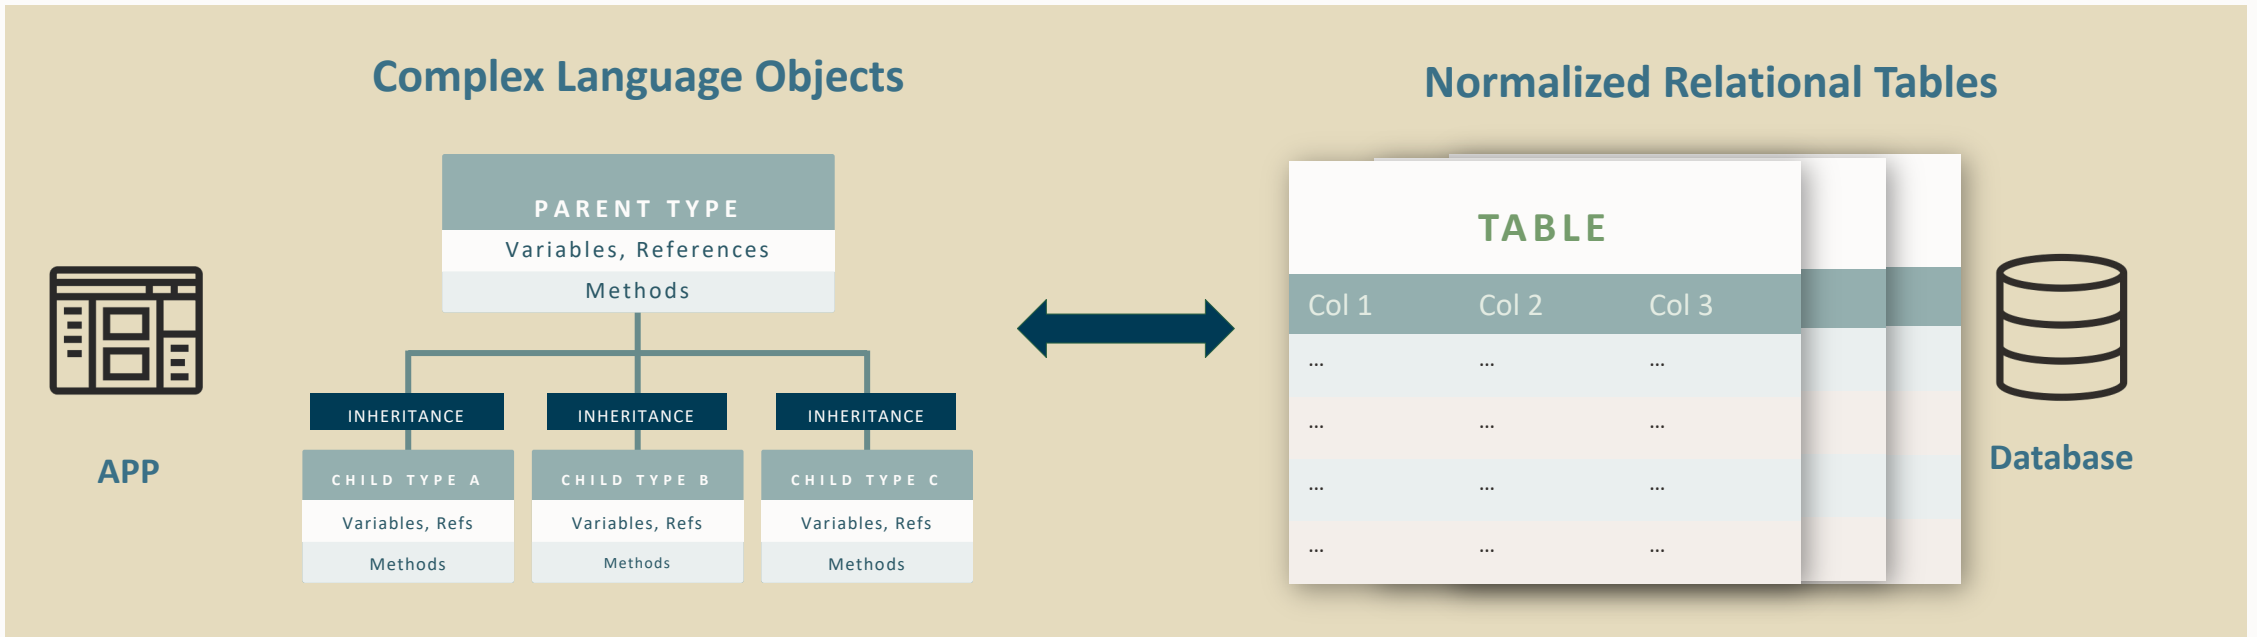 Complex Language Objects
Normalized Relational Tables
PARENT TYPE
Variables, References
Methods
INHERITANCE
INHERITANCE
INHERITANCE
CHILD TYPE A
CHILD TYPE B
CHILD TYPE C
Variables, Refs
Variables, Refs
Variables, Refs
Methods
Methods
Methods
APP
TABLE
Col 1
Col 2
Col 3
... ... ...
... ... ...
... ... ...
... ... ...
Database